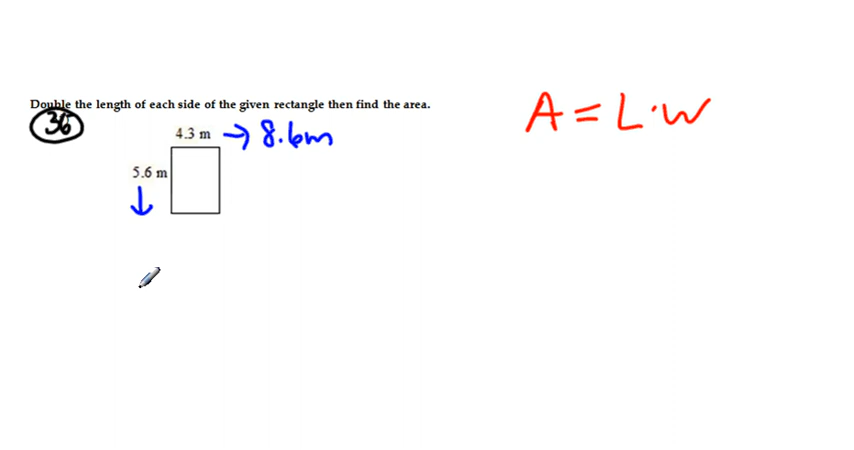 Double the length of each side of the given rectangle then find the area.
36
4.3 m → 8.6m
5.6 m
↓
A = L·W